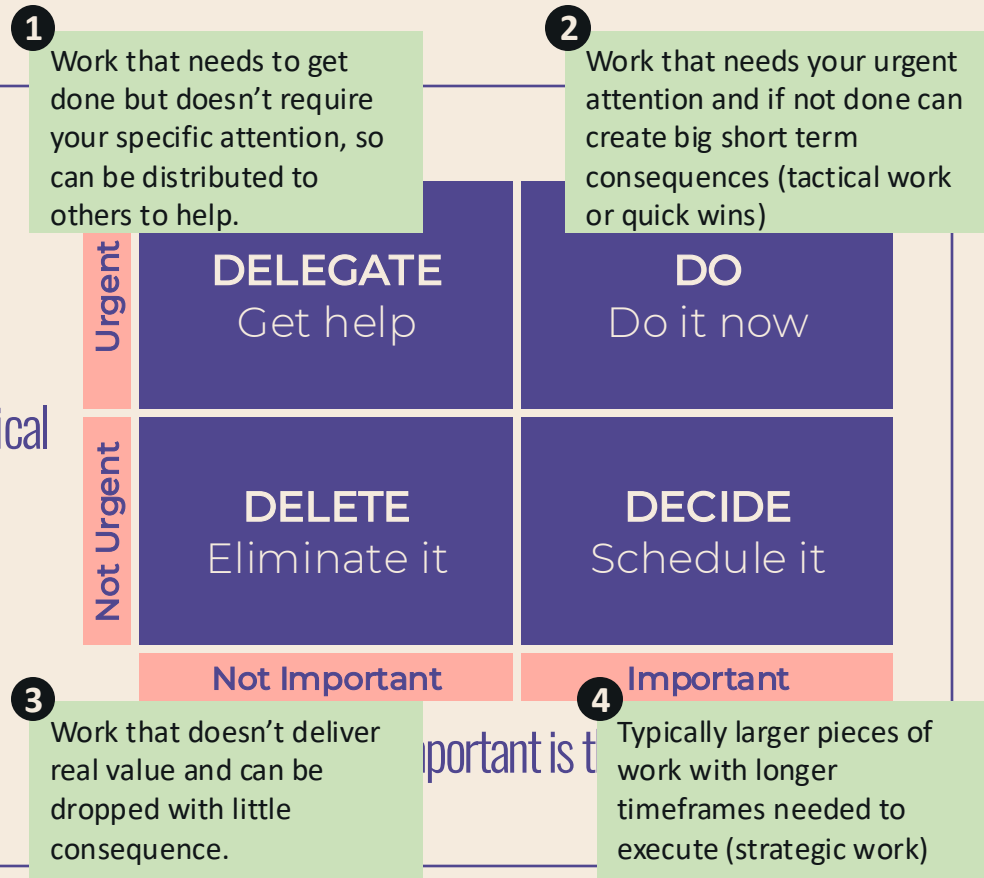 1
Work that needs to get
done but doesn’t require
your specific attention, so
can be distributed to
others to help.
2
Work that needs your urgent
attention and if not done can
create big short term
consequences (tactical work
or quick wins)
Urgent
DELEGATE
Get help
DO
Do it now
ical
Not Urgent
DELETE
Eliminate it
DECIDE
Schedule it
Not Important
Important
3
Work that doesn’t deliver
real value and can be
dropped with little
consequence.
portant is t
4
Typically larger pieces of
work with longer
timeframes needed to
execute (strategic work)